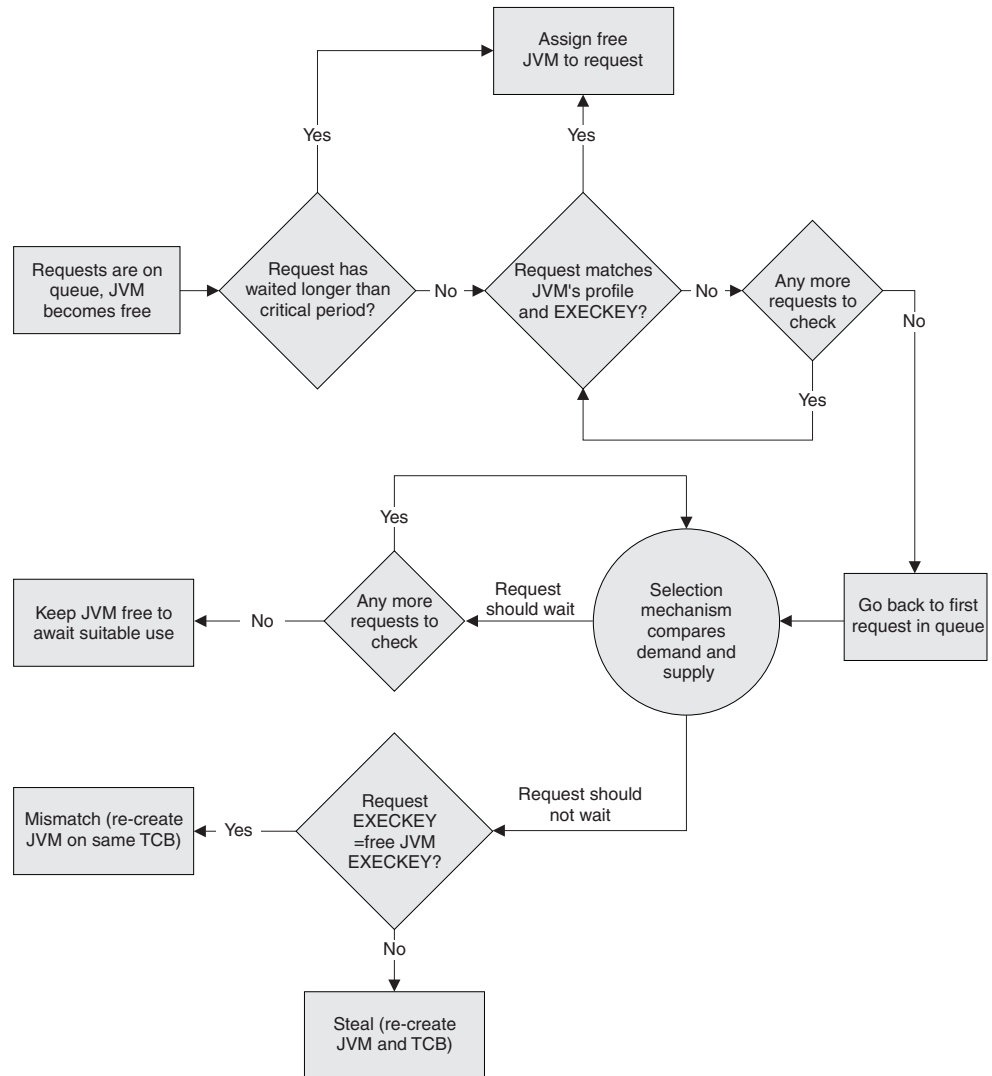 Assign free
JVM to request
Yes
Yes
Requests are on
queue, JVM
becomes free
Request has
waited longer than
critical period?
No
Request matches
JVM's profile
and EXECKEY?
No
Any more
requests to
check
No
Yes
Yes
Keep JVM free to
await suitable use
No
Any more
requests to
check
Request
should wait
Selection
mechanism
compares
demand and
supply
Go back to first
request in queue
Mismatch (re-create
JVM on same TCB)
Yes
Request
EXECKEY
=free JVM
EXECKEY?
Request should
not wait
No
Steal (re-create
JVM and TCB)